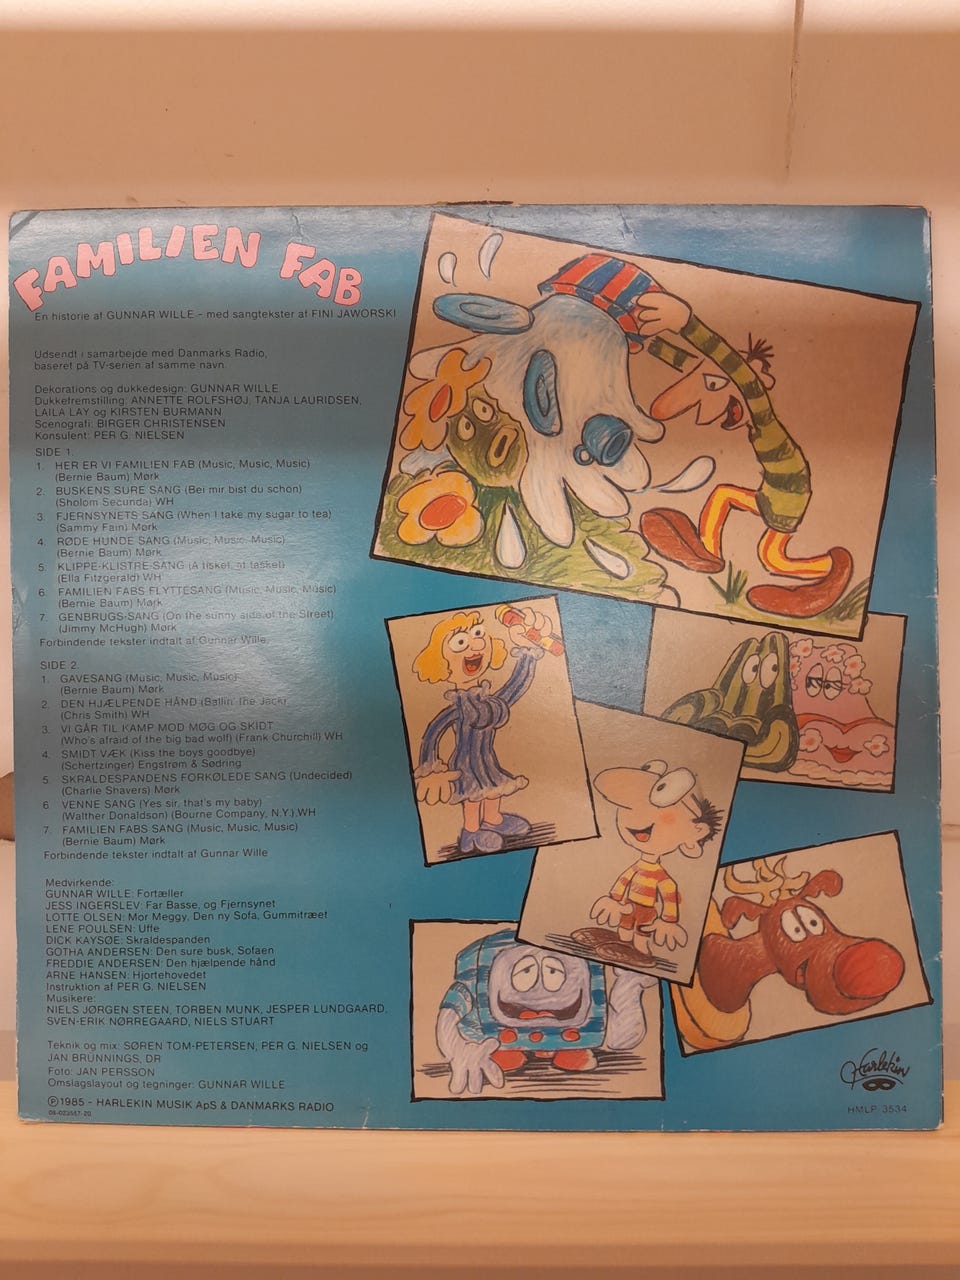 FAMILIEN FAB
En historie af GUNNAR WILLE - med sangtekster af FINI JAWORSKI
Udsendt i samarbejde med Danmarks Radio,
baseret på TV-serien af samme navn.
Dekorations og dukkedesign: GUNNAR WILLE
Dukkefremstilling: ANNETTE ROLFSHØJ, TANJA LAURIDSEN,
LAILA LAY og KIRSTEN BURMANN
Scenografi: BIRGER CHRISTENSEN
Konsulent: PER G. NIELSEN
SIDE 1.
1. HER ER VI FAMILIEN FAB (Music, Music, Music)
(Bernie Baum) Mørk
2. BUSKENS SURE SANG (Bei mir bist du schön)
(Sholom Secunda) WH
3. FJERNSYNETS SANG (When I take my sugar to tea)
(Sammy Fain) Mørk
4. RØDE HUNDE SANG (Music, Music, Music)
(Bernie Baum) Mørk
5. KLIPPE-KLISTRE-SANG (A tisket, at tasket)
(Ella Fitzgerald) WH
6. FAMILIEN FABS FLYTTESANG (Music, Music, Music)
(Bernie Baum) Mørk
7. GENBRUGS-SANG (On the sunny side of the Street)
(Jimmy McHugh) Mørk
Forbindende tekster indtalt af Gunnar Wille.
SIDE 2.
1. GAVESANG (Music, Music, Music)
(Bernie Baum) Mørk
2. DEN HJÆLPENDE HÅND (Ballin' the Jack)
(Chris Smith) WH
3. VI GÅR TIL KAMP MOD MØG OG SKIDT
(Who's afraid of the big bad wolf) (Frank Churchill) WH
4. SMIDT VÆK (Kiss the boys goodbye)
(Schertzinger) Engstrøm & Sødring
5. SKRALDESPANDENS FORKØLEDE SANG (Undecided)
(Charlie Shavers) Mørk
6. VENNE SANG (Yes sir, that's my baby)
(Walther Donaldson) (Bourne Company, N.Y.) WH
7. FAMILIEN FABS SANG (Music, Music, Music)
(Bernie Baum) Mørk
Forbindende tekster indtalt af Gunnar Wille
Medvirkende:
GUNNAR WILLE: Fortæller
JESS INGERSLEV: Far Basse, og Fjernsynet
LOTTE OLSEN: Mor Meggy, Den ny Sofa, Gummitræet
LENE POULSEN: Uffe
DICK KAYSØE: Skraldespanden
GOTHA ANDERSEN: Den sure busk, Sofaen
FREDDIE ANDERSEN: Den hjælpende hånd
ARNE HANSEN: Hjortehovedet
Instruktion af PER G. NIELSEN
Musikere:
NIELS JØRGEN STEEN, TORBEN MUNK, JESPER LUNDGAARD,
SVEN-ERIK NØRREGAARD, NIELS STUART
Teknik og mix: SØREN TOM-PETERSEN, PER G. NIELSEN og
JAN BRÜNNINGS, DR
Foto: JAN PERSSON
Omslagslayout og tegninger: GUNNAR WILLE
℗1985 - HARLEKIN MUSIK ApS & DANMARKS RADIO
08-023567-20
Harlekin
HMLP 3534